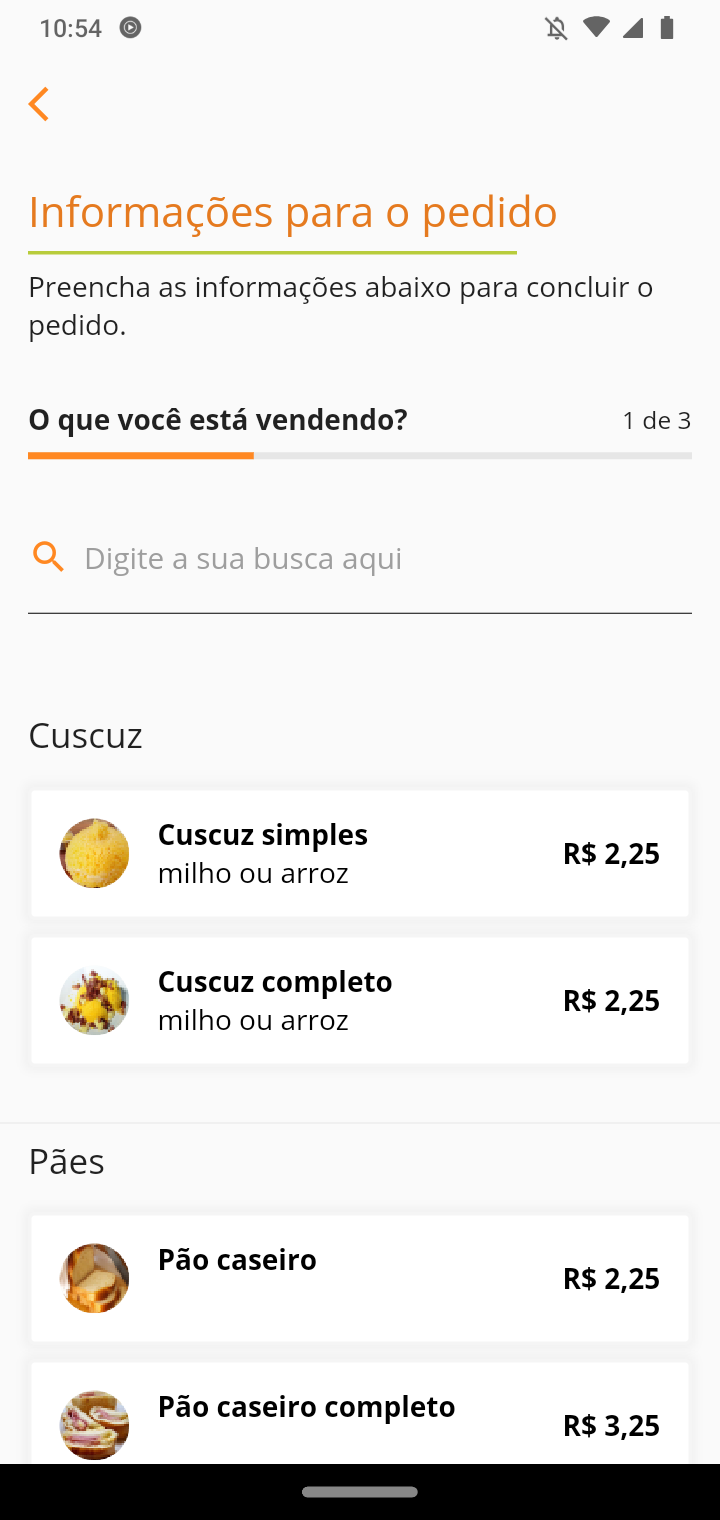 10:54
Informações para o pedido
Preencha as informações abaixo para concluir o
pedido.
O que você está vendendo? 1 de 3
Digite a sua busca aqui
Cuscuz
Cuscuz simples
milho ou arroz
R$ 2,25
Cuscuz completo
milho ou arroz
R$ 2,25
Pães
Pão caseiro
R$ 2,25
Pão caseiro completo
R$ 3,25